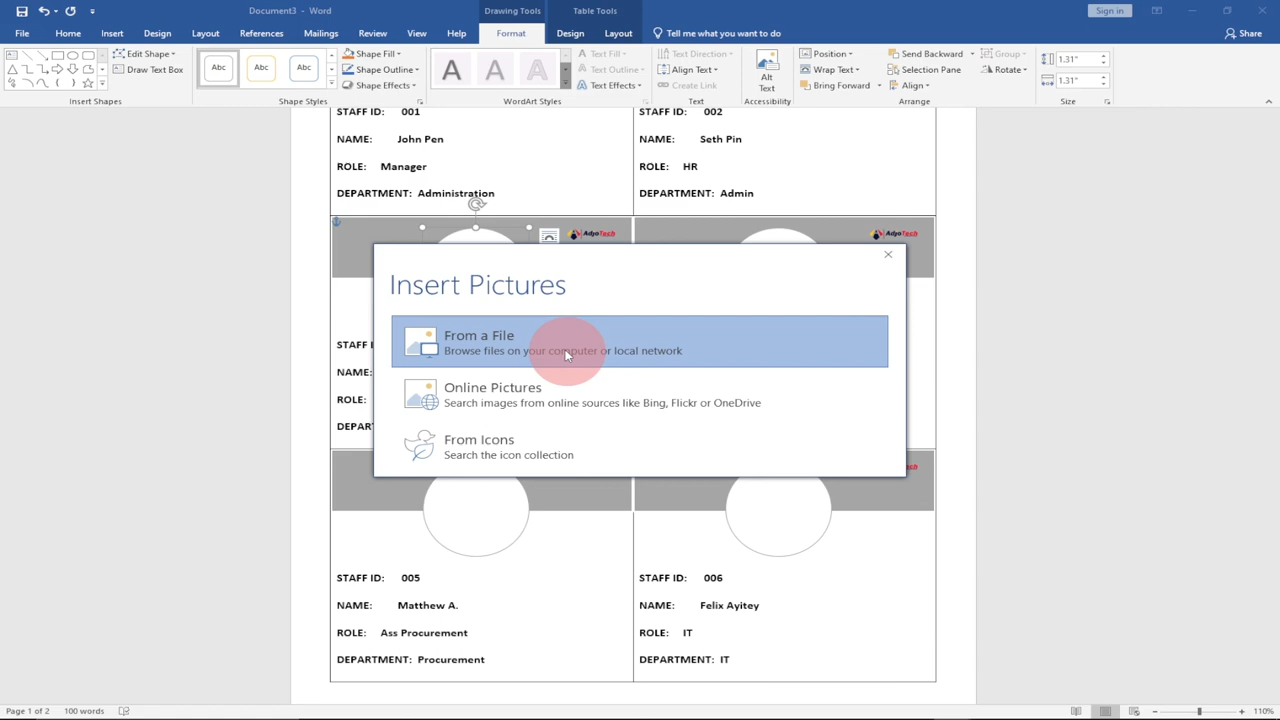 Document3 - Word
Drawing Tools
Table Tools
Sign in
File Home Insert Design Layout References Mailings Review View Help Format Design Layout Tell me what you want to do Share
Edit Shape
Draw Text Box
Insert Shapes
Abc Abc Abc
Shape Fill
Shape Outline
Shape Effects
Shape Styles
A A A
Text Fill
Text Outline
Text Effects
WordArt Styles
Text Direction
Align Text
Create Link
Text
Alt
Text
Accessibility
Position
Wrap Text
Bring Forward
Send Backward
Selection Pane
Align
Group
Rotate
Arrange
1.31"
1.31"
Size
STAFF ID: 001
NAME: John Pen
ROLE: Manager
DEPARTMENT: Administration
STAFF ID: 002
NAME: Seth Pin
ROLE: HR
DEPARTMENT: Admin
AdyoTech
AdyoTech
STAFF
NAME:
ROLE:
DEPA
Insert Pictures
From a File
Browse files on your computer or local network
Online Pictures
Search images from online sources like Bing, Flickr or OneDrive
From Icons
Search the icon collection
STAFF ID: 005
NAME: Matthew A.
ROLE: Ass Procurement
DEPARTMENT: Procurement
STAFF ID: 006
NAME: Felix Ayitey
ROLE: IT
DEPARTMENT: IT
Page 1 of 2 100 words
110%